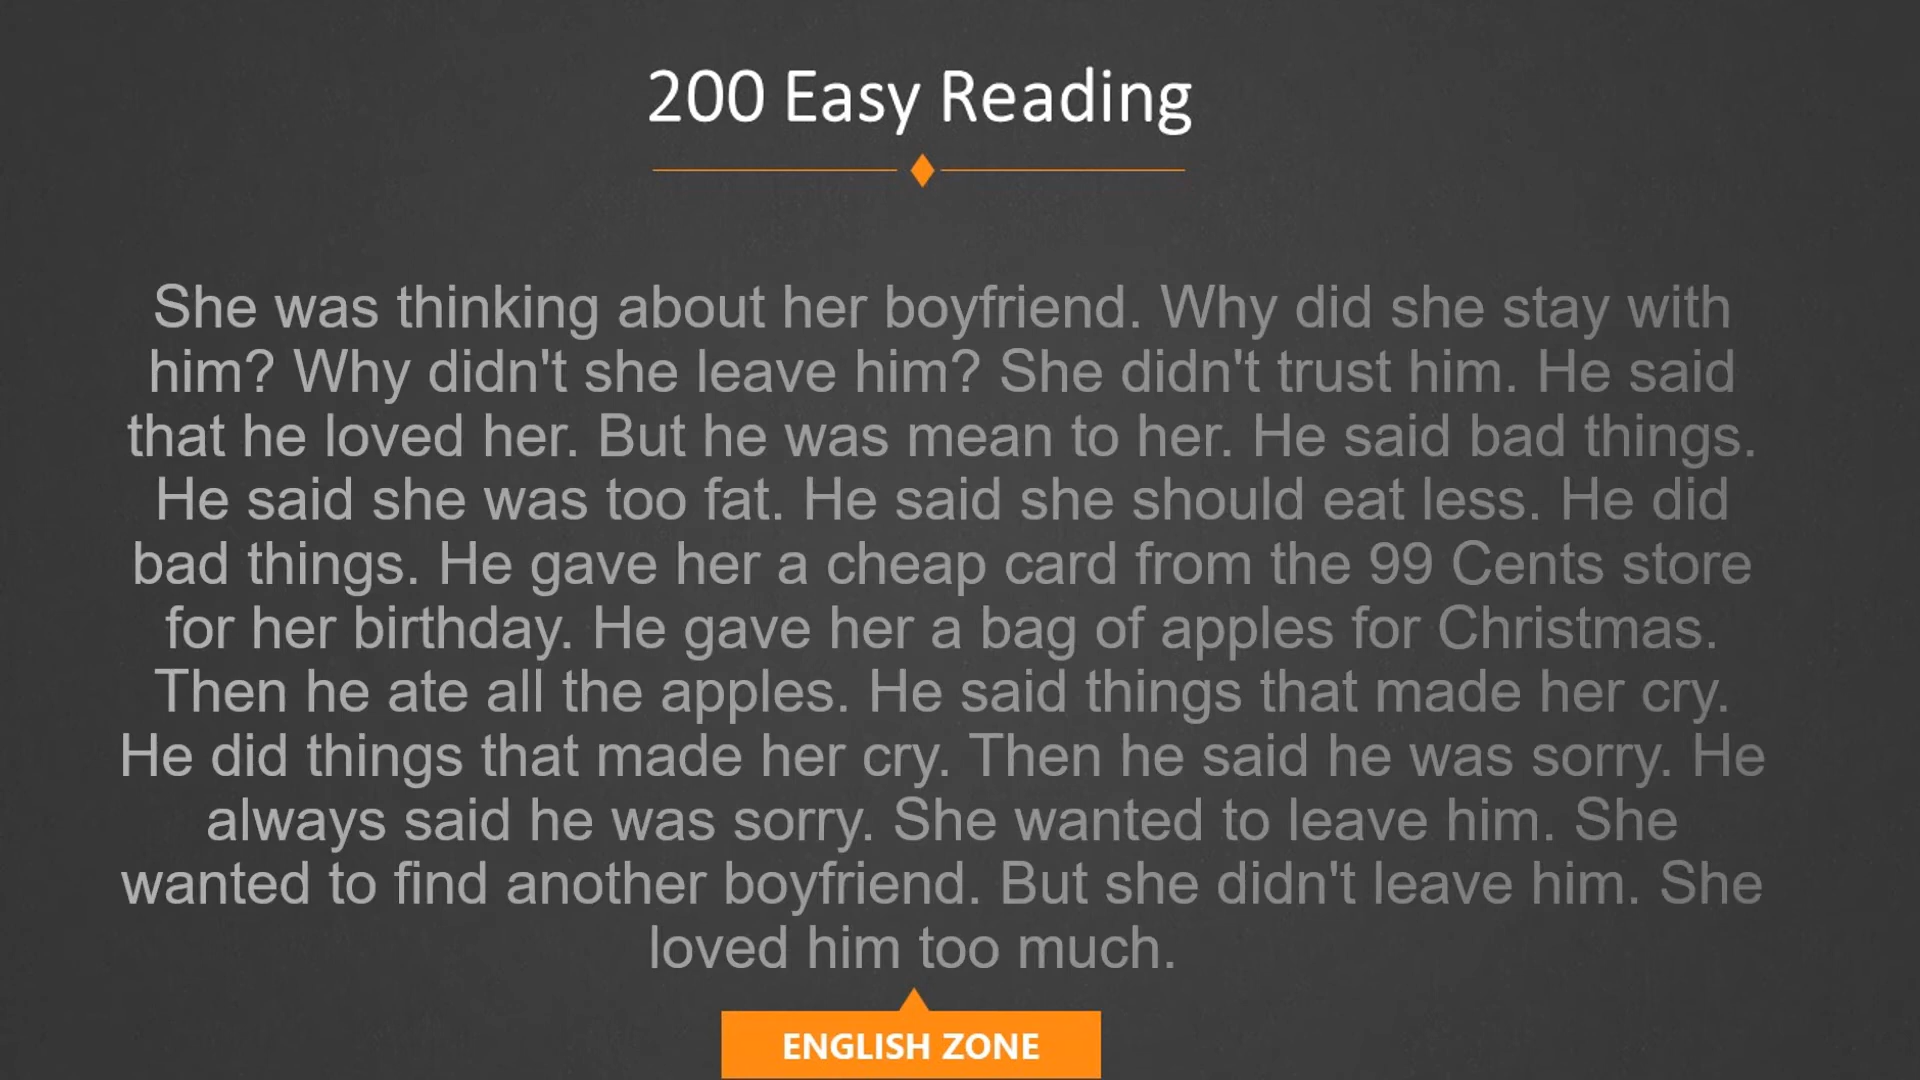 200 Easy Reading
She was thinking about her boyfriend. Why did she stay with
him? Why didn't she leave him? She didn't trust him. He said
that he loved her. But he was mean to her. He said bad things.
He said she was too fat. He said she should eat less. He did
bad things. He gave her a cheap card from the 99 Cents store
for her birthday. He gave her a bag of apples for Christmas.
Then he ate all the apples. He said things that made her cry.
He did things that made her cry. Then he said he was sorry. He
always said he was sorry. She wanted to leave him. She
wanted to find another boyfriend. But she didn't leave him. She
loved him too much.
ENGLISH ZONE